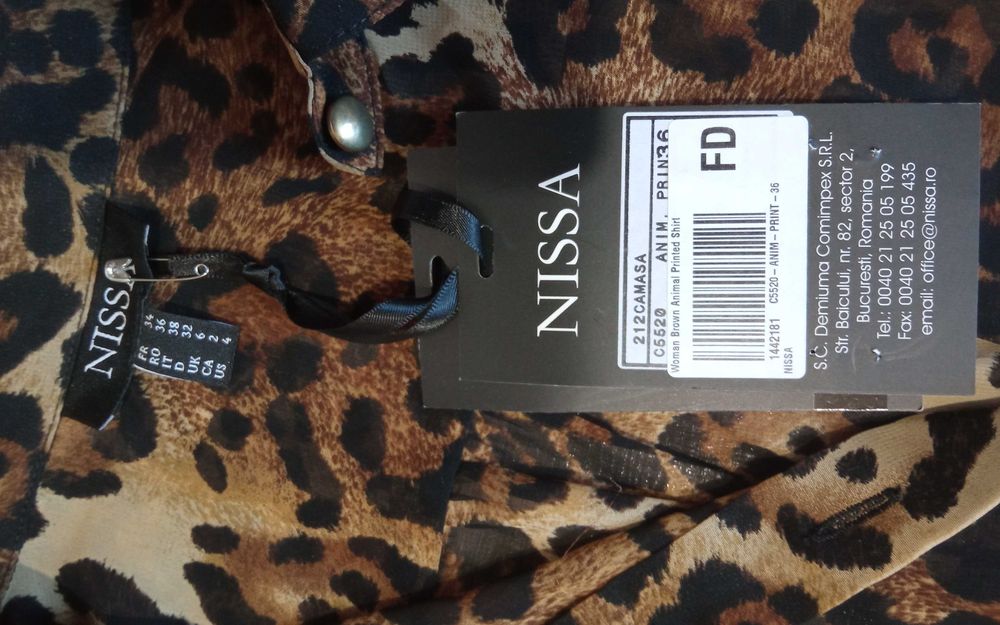 NISSA
FR 34
RO 36
IT 38
D 32
UK 6
CA 2
US 4
NISSA
212CAMASA
C5520 ANIM. PRIN36
FD
Woman Brown Animal Printed Shirt
1442181 C5520-ANIM-PRINT-36
NISSA
S.C. Demiuma Comimpex S.R.L.
Str. Baicului, nr. 82, sector 2,
Bucuresti, Romania
Tel.: 0040 21 25 05 199
Fax: 0040 21 25 05 435
email: office@nissa.ro